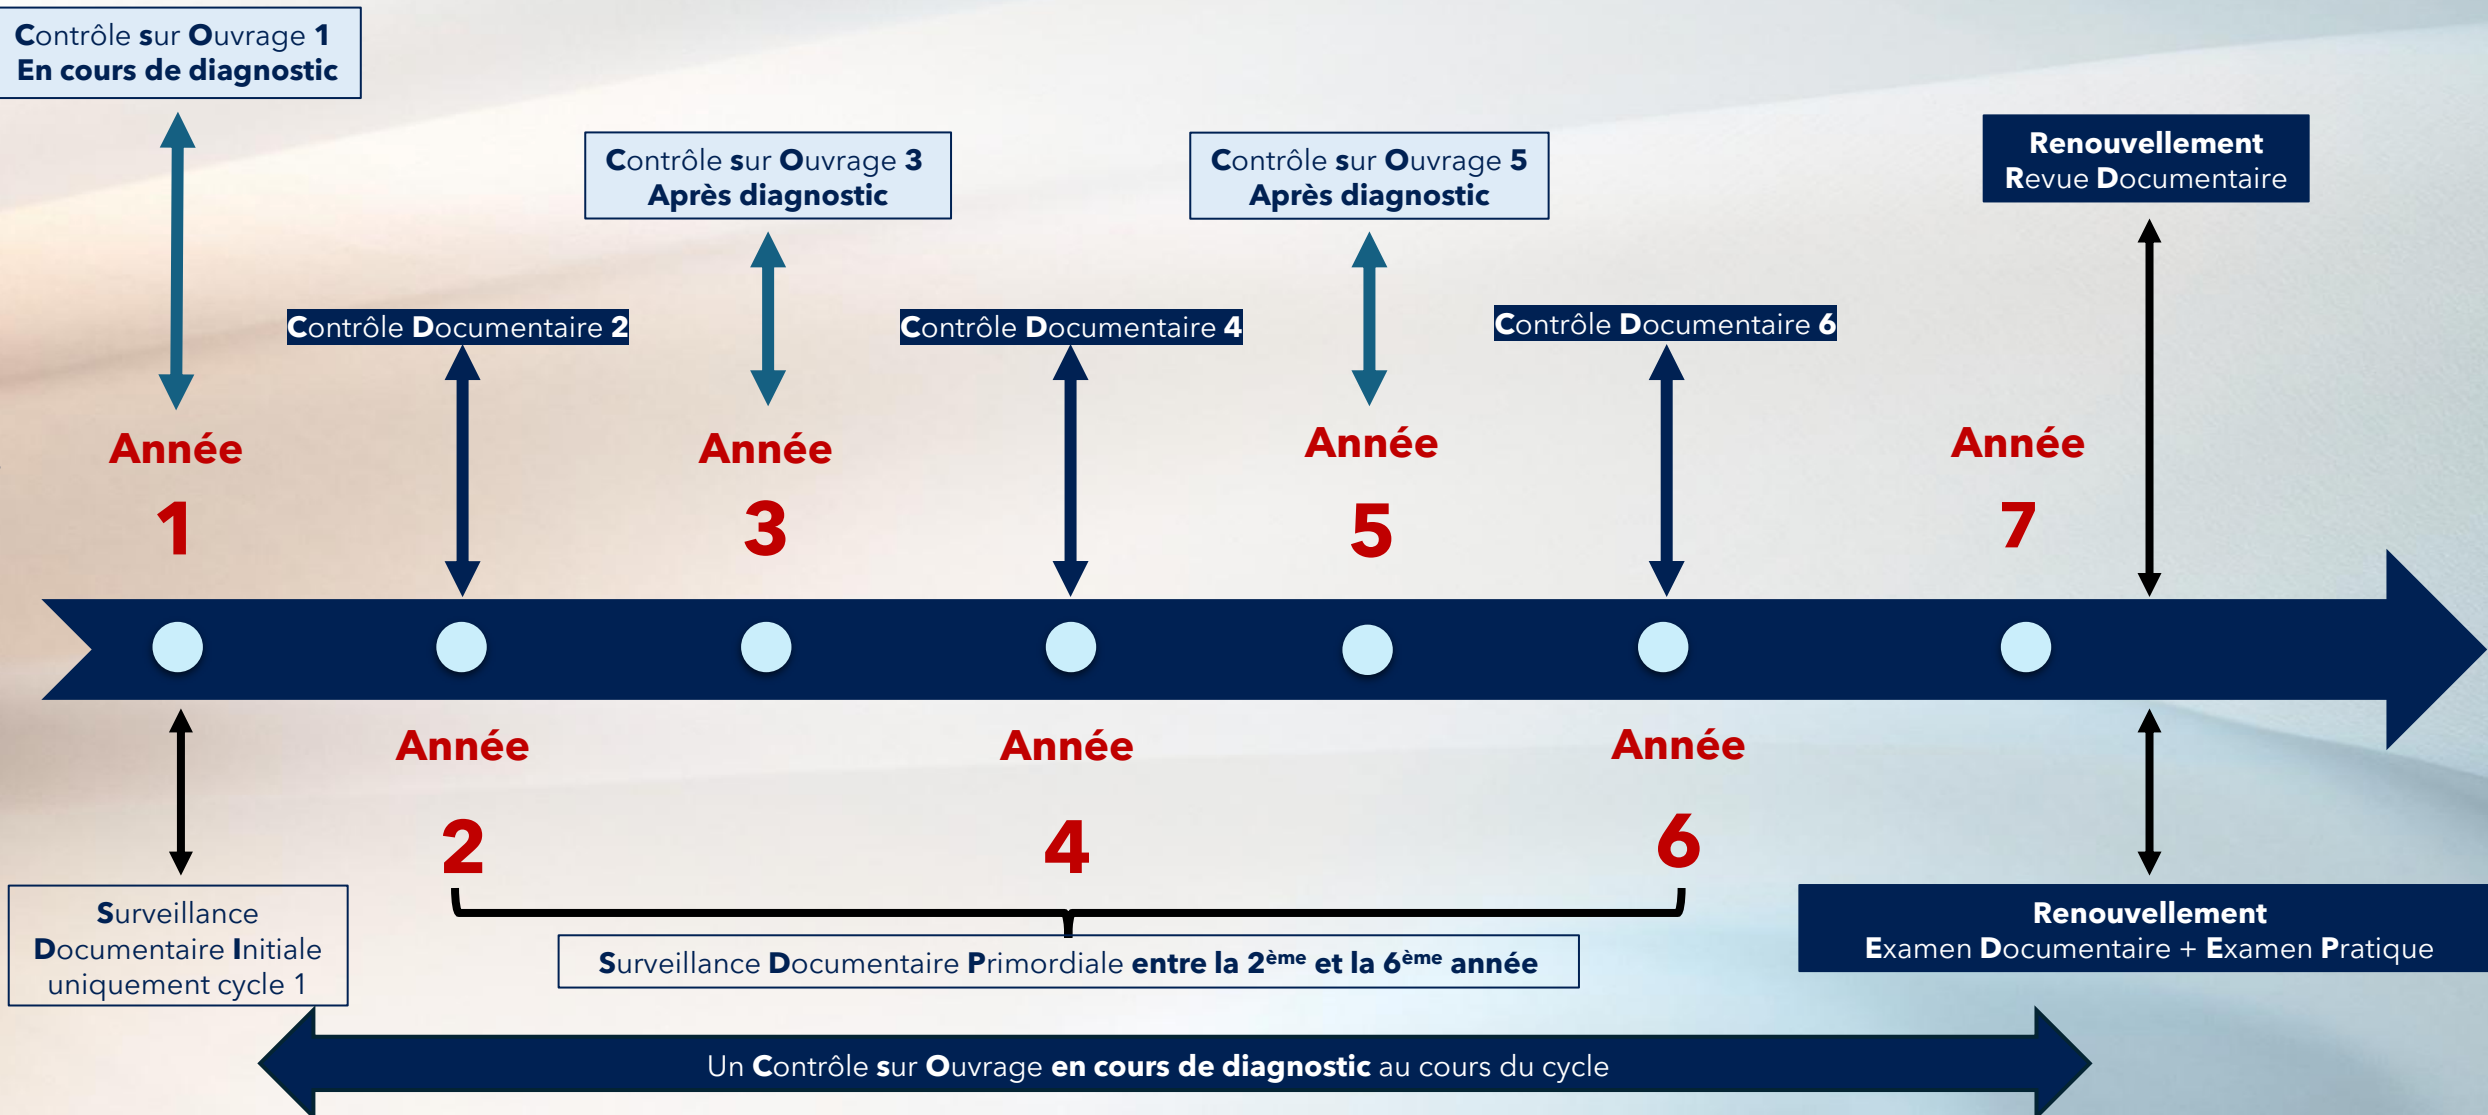 Contrôle sur Ouvrage 1
En cours de diagnostic
Contrôle sur Ouvrage 3
Après diagnostic
Contrôle sur Ouvrage 5
Après diagnostic
Renouvellement
Revue Documentaire
Contrôle Documentaire 2
Contrôle Documentaire 4
Contrôle Documentaire 6
Année
1
Année
3
Année
5
Année
7
Année
2
Année
4
Année
6
Surveillance
Documentaire Initiale
uniquement cycle 1
Surveillance Documentaire Primordiale entre la 2ème et la 6ème année
Renouvellement
Examen Documentaire + Examen Pratique
Un Contrôle sur Ouvrage en cours de diagnostic au cours du cycle